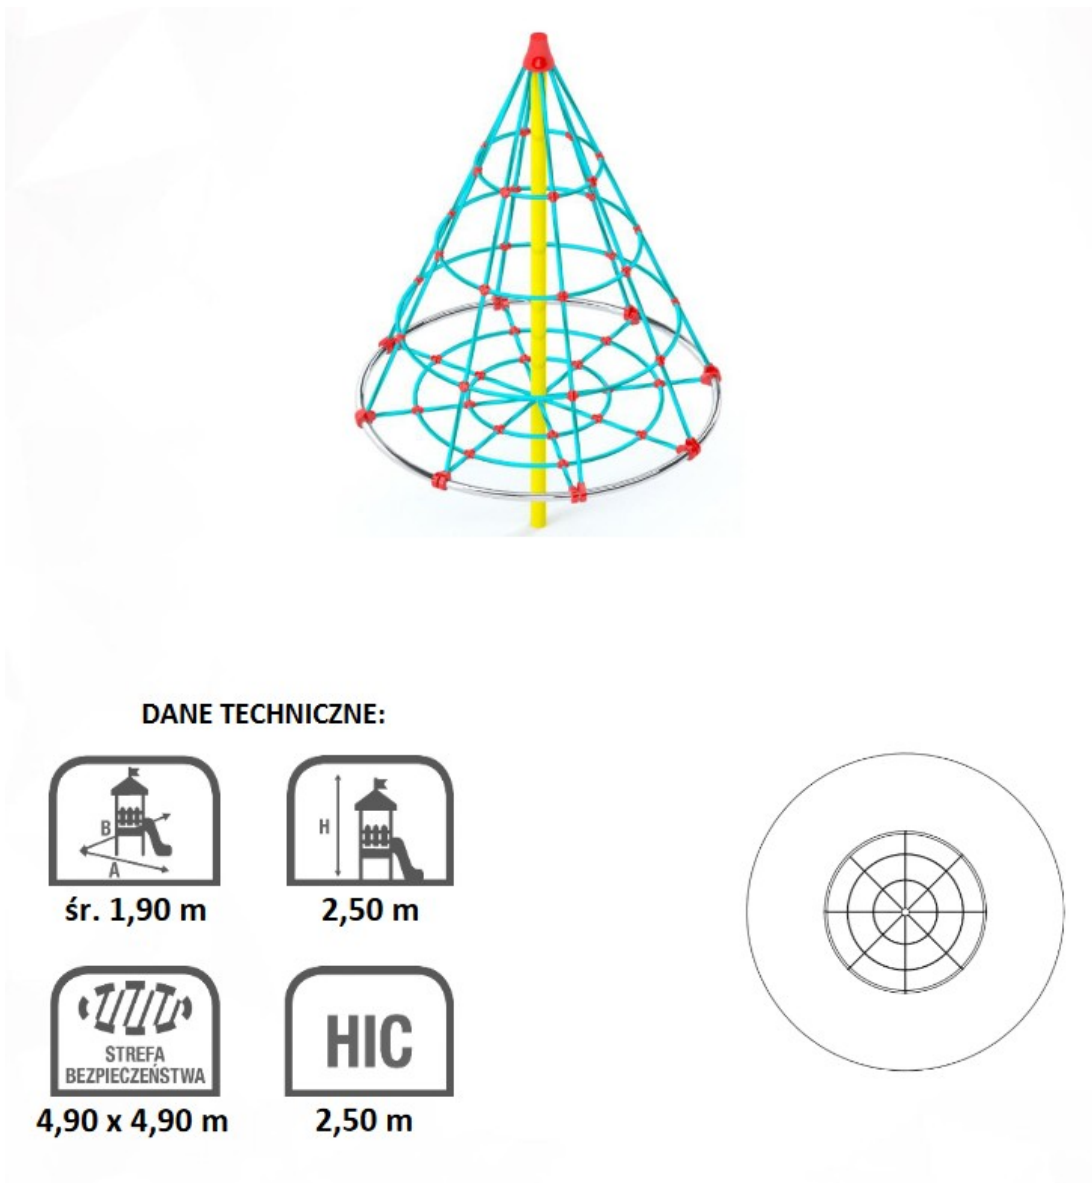 DANE TECHNICZNE:
B
A
H
śr. 1,90 m
2,50 m
STREFA
BEZPIECZEŃSTWA
HIC
4,90 x 4,90 m
2,50 m